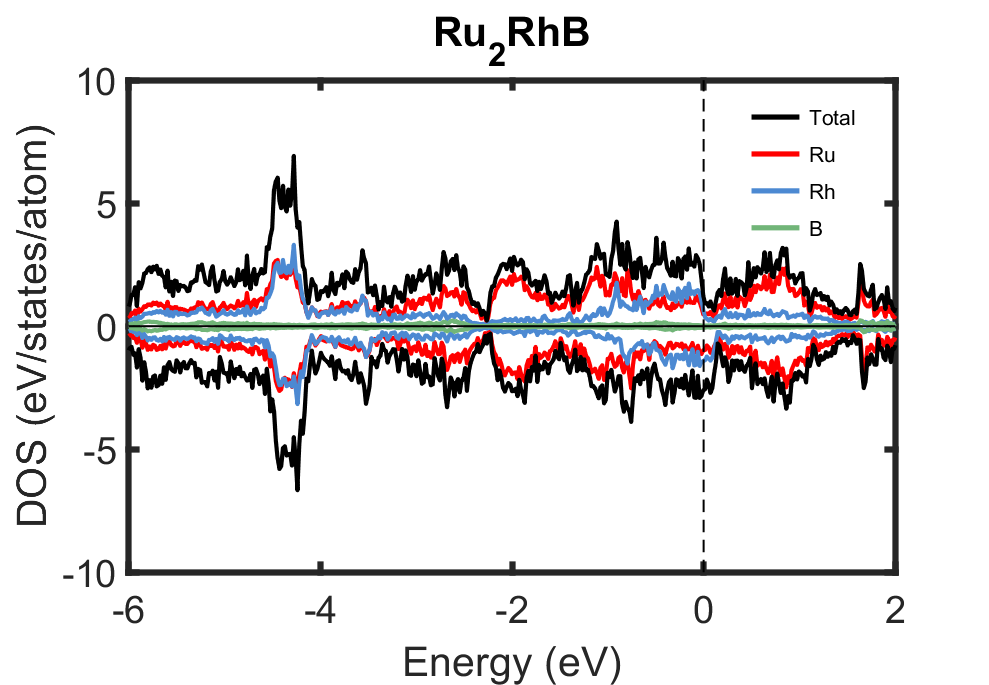 Ru₂RhB
10
5
0
-5
-10
DOS (eV/states/atom)
Total
Ru
Rh
B
-6 -4 -2 0 2
Energy (eV)